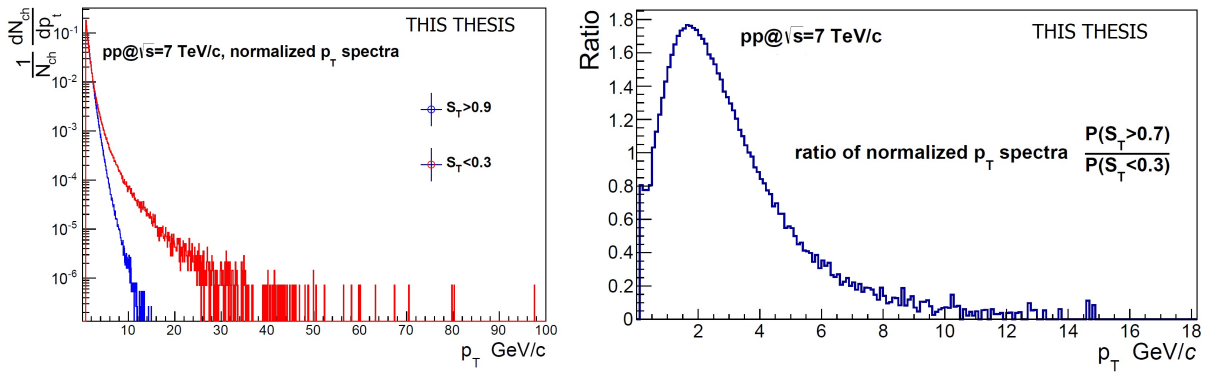 1 dN_ch
N_ch dp_t
THIS THESIS
pp@√s=7 TeV/c, normalized p_T spectra
S_T>0.9
S_T<0.3
10^-1
10^-2
10^-3
10^-4
10^-5
10^-6
10 20 30 40 50 60 70 80 90 100
p_T GeV/c
Ratio
pp@√s=7 TeV/c
THIS THESIS
ratio of normalized p_T spectra P(S_T>0.7)
P(S_T<0.3)
1.8
1.6
1.4
1.2
1
0.8
0.6
0.4
0.2
0
2 4 6 8 10 12 14 16 18
p_T GeV/c